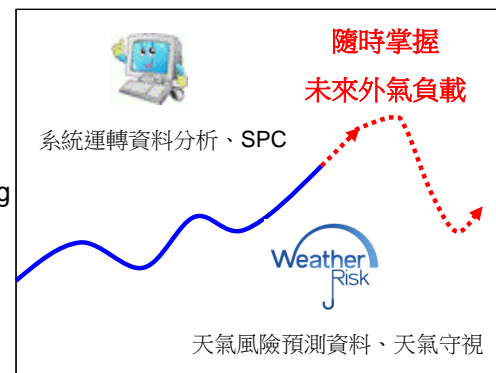 隨時掌握
未來外氣負載
系統運轉資料分析、SPC
g
Weather
Risk
天氣風險預測資料、天氣守視